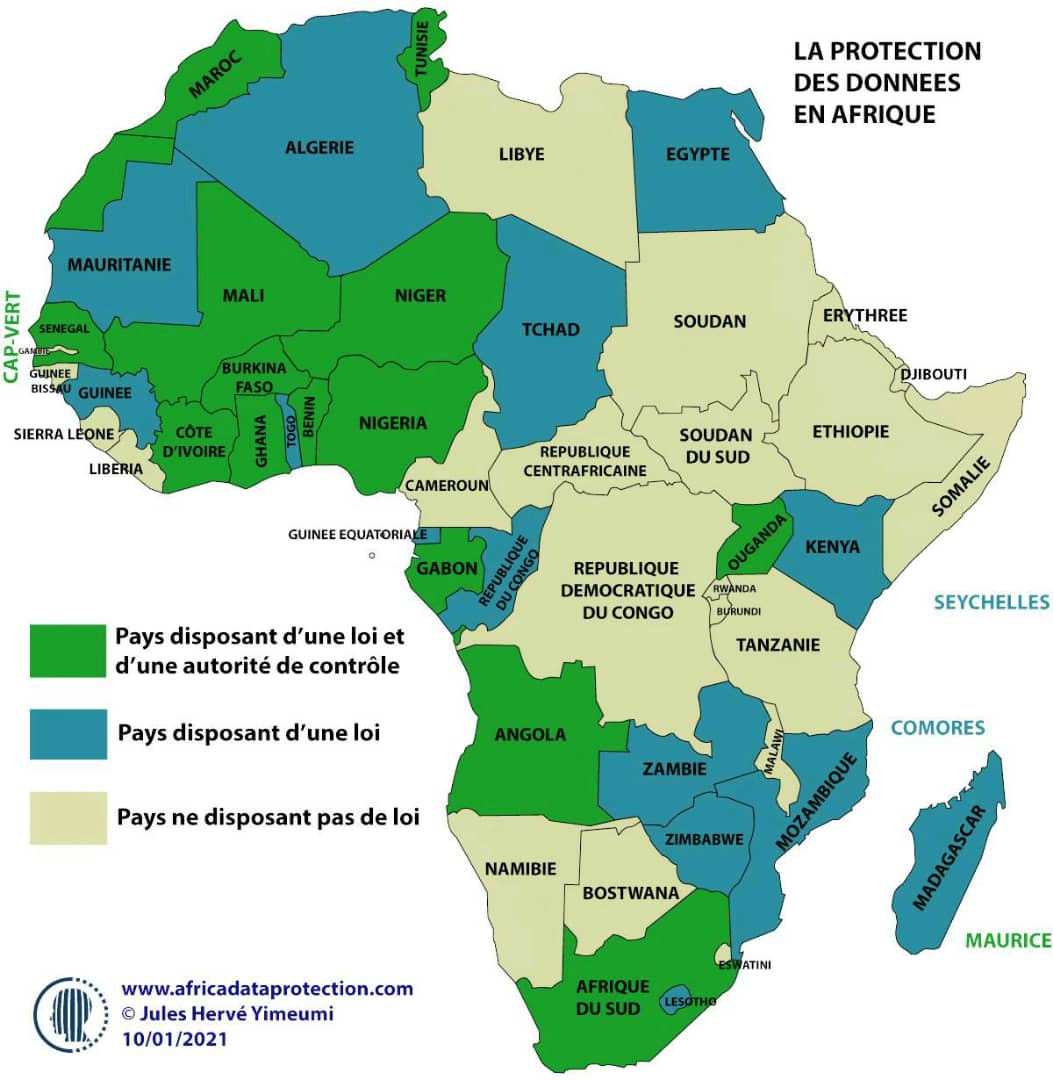 LA PROTECTION
DES DONNEES
EN AFRIQUE
MAROC
TUNISIE
ALGERIE
LIBYE
EGYPTE
MAURITANIE
MALI
NIGER
TCHAD
SOUDAN
ERYTHREE
CAP-VERT
SENEGAL
GAMBIE
GUINEE
BISSAU
GUINEE
SIERRA LEONE
LIBERIA
CÔTE
D'IVOIRE
BURKINA
FASO
GHANA
TOGO
BENIN
NIGERIA
DJIBOUTI
SOUDAN
DU SUD
ETHIOPIE
SOMALIE
REPUBLIQUE
CENTRAFRICAINE
CAMEROUN
GUINEE EQUATORIALE
GABON
REPUBLIQUE
DU CONGO
REPUBLIQUE
DEMOCRATIQUE
DU CONGO
OUGANDA
KENYA
RWANDA
BURUNDI
TANZANIE
SEYCHELLES
COMORES
ANGOLA
ZAMBIE
MALAWI
MOZAMBIQUE
ZIMBABWE
MADAGASCAR
NAMIBIE
BOSTWANA
MAURICE
ESWATINI
AFRIQUE
DU SUD
LESOTHO
Pays disposant d'une loi et
d'une autorité de contrôle
Pays disposant d'une loi
Pays ne disposant pas de loi
www.africadataprotection.com
© Jules Hervé Yimeumi
10/01/2021